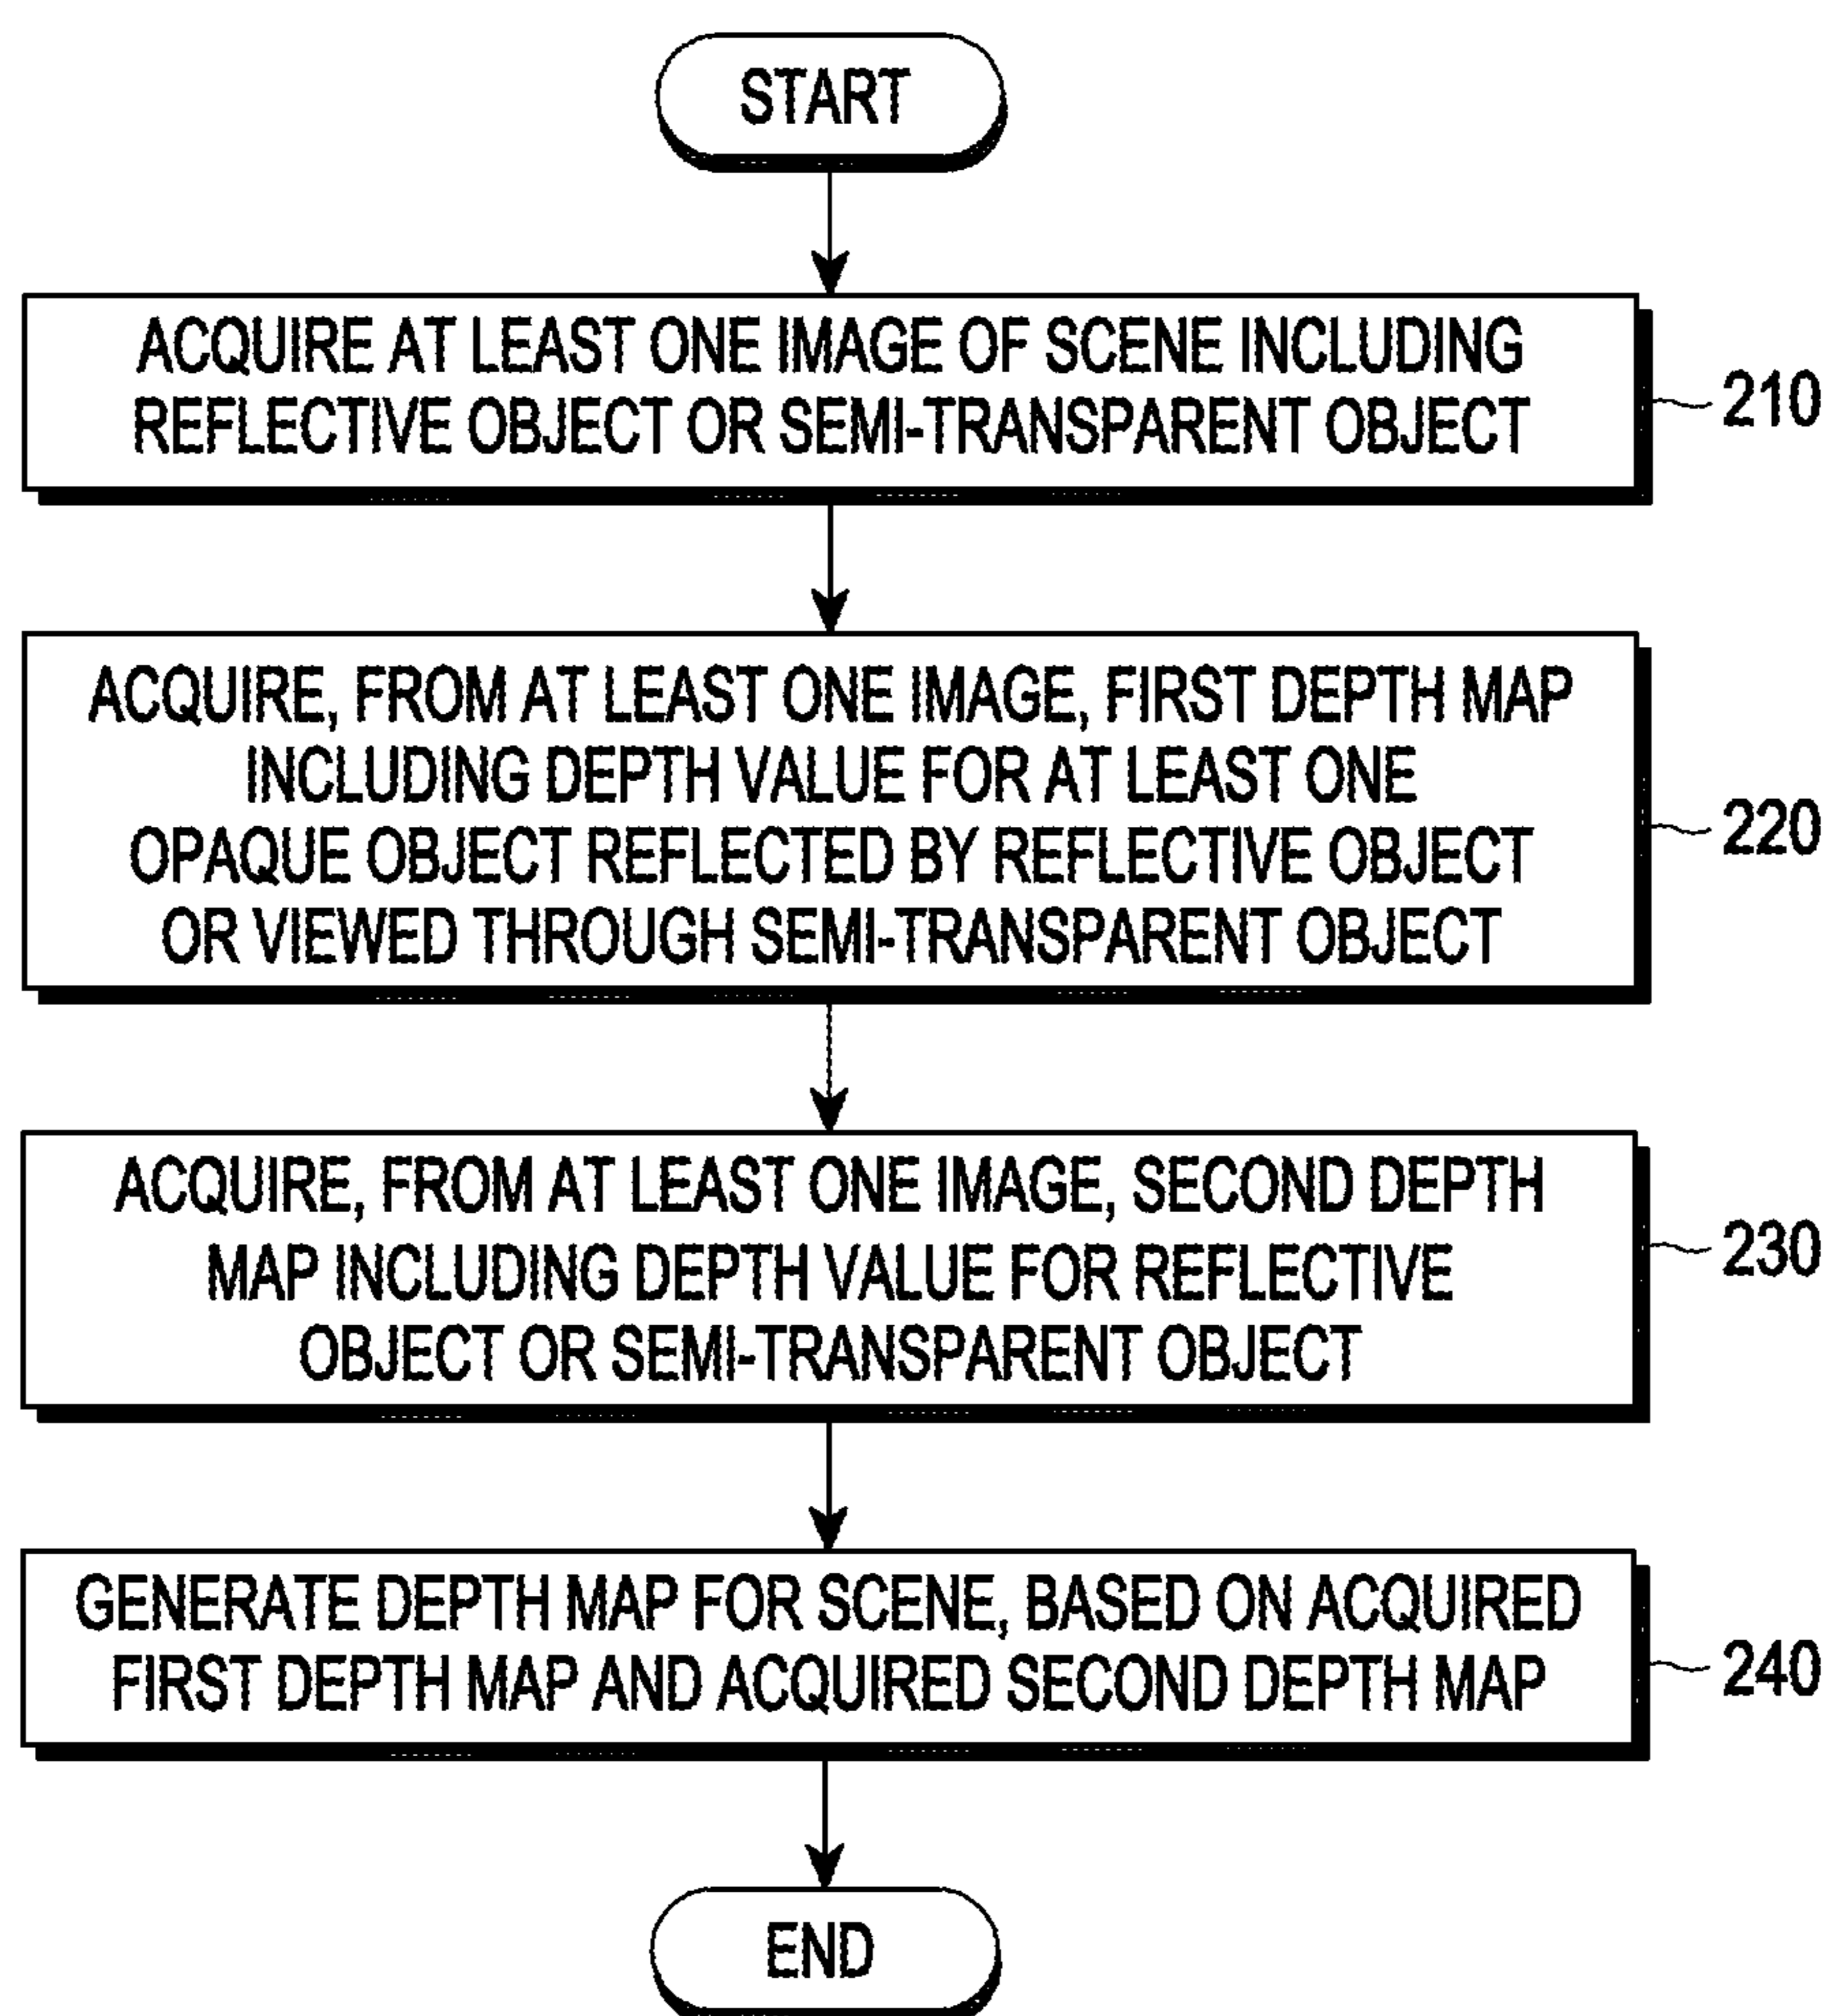 START
ACQUIRE AT LEAST ONE IMAGE OF SCENE INCLUDING
REFLECTIVE OBJECT OR SEMI-TRANSPARENT OBJECT
210
ACQUIRE, FROM AT LEAST ONE IMAGE, FIRST DEPTH MAP
INCLUDING DEPTH VALUE FOR AT LEAST ONE
OPAQUE OBJECT REFLECTED BY REFLECTIVE OBJECT
OR VIEWED THROUGH SEMI-TRANSPARENT OBJECT
220
ACQUIRE, FROM AT LEAST ONE IMAGE, SECOND DEPTH
MAP INCLUDING DEPTH VALUE FOR REFLECTIVE
OBJECT OR SEMI-TRANSPARENT OBJECT
230
GENERATE DEPTH MAP FOR SCENE, BASED ON ACQUIRED
FIRST DEPTH MAP AND ACQUIRED SECOND DEPTH MAP
240
END